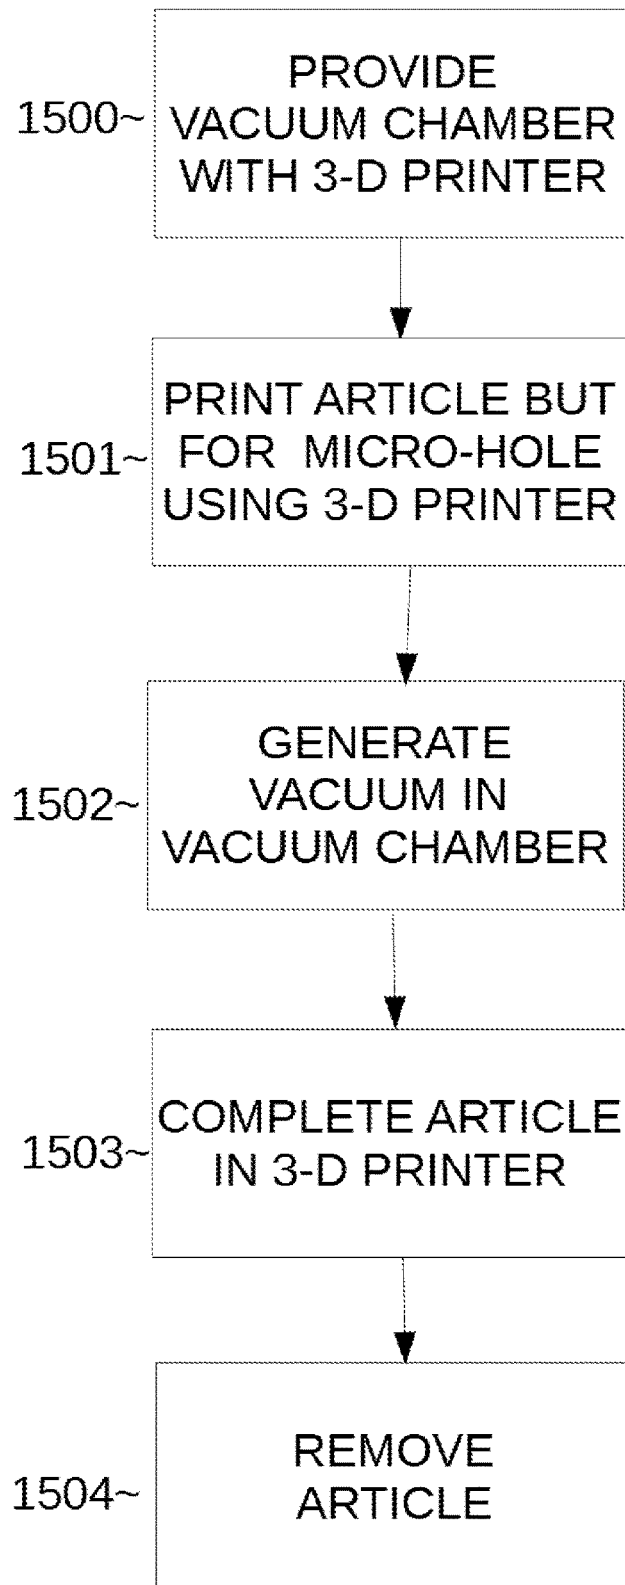 PROVIDE
1500~ VACUUM CHAMBER
WITH 3-D PRINTER
PRINT ARTICLE BUT
1501~ FOR MICRO-HOLE
USING 3-D PRINTER
GENERATE
1502~ VACUUM IN
VACUUM CHAMBER
COMPLETE ARTICLE
1503~ IN 3-D PRINTER
REMOVE
1504~ ARTICLE